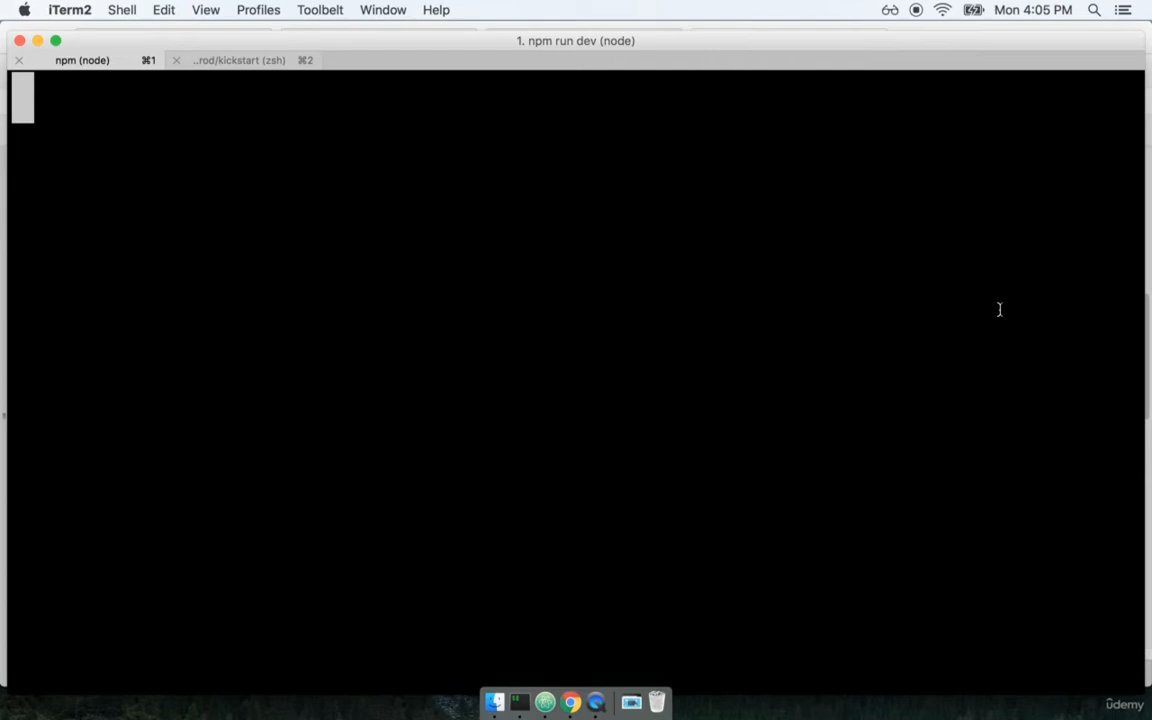 iTerm2 Shell Edit View Profiles Toolbelt Window Help Mon 4:05 PM
1. npm run dev (node)
npm (node) ⌘1 ..rod/kickstart (zsh) ⌘2
ûdemy